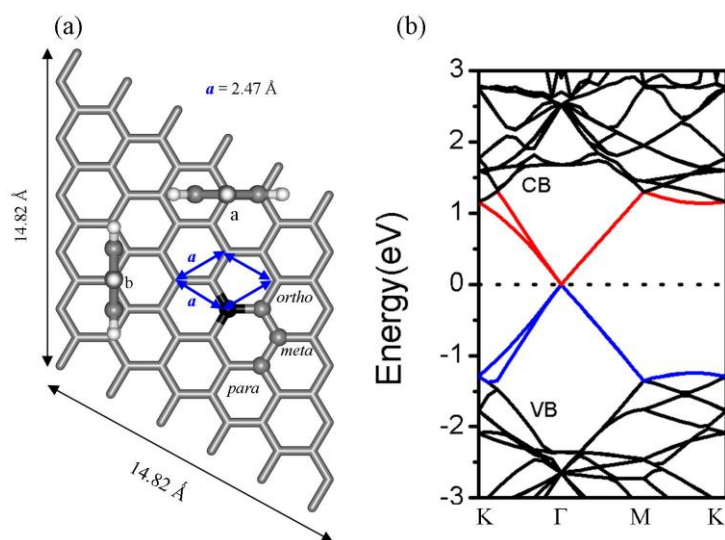 (a)
a = 2.47 Å
14.82 Å
a
b
a
a
ortho
meta
para
14.82 Å
(b)
Energy(eV)
3
2
1
0
-1
-2
-3
CB
VB
K Γ M K